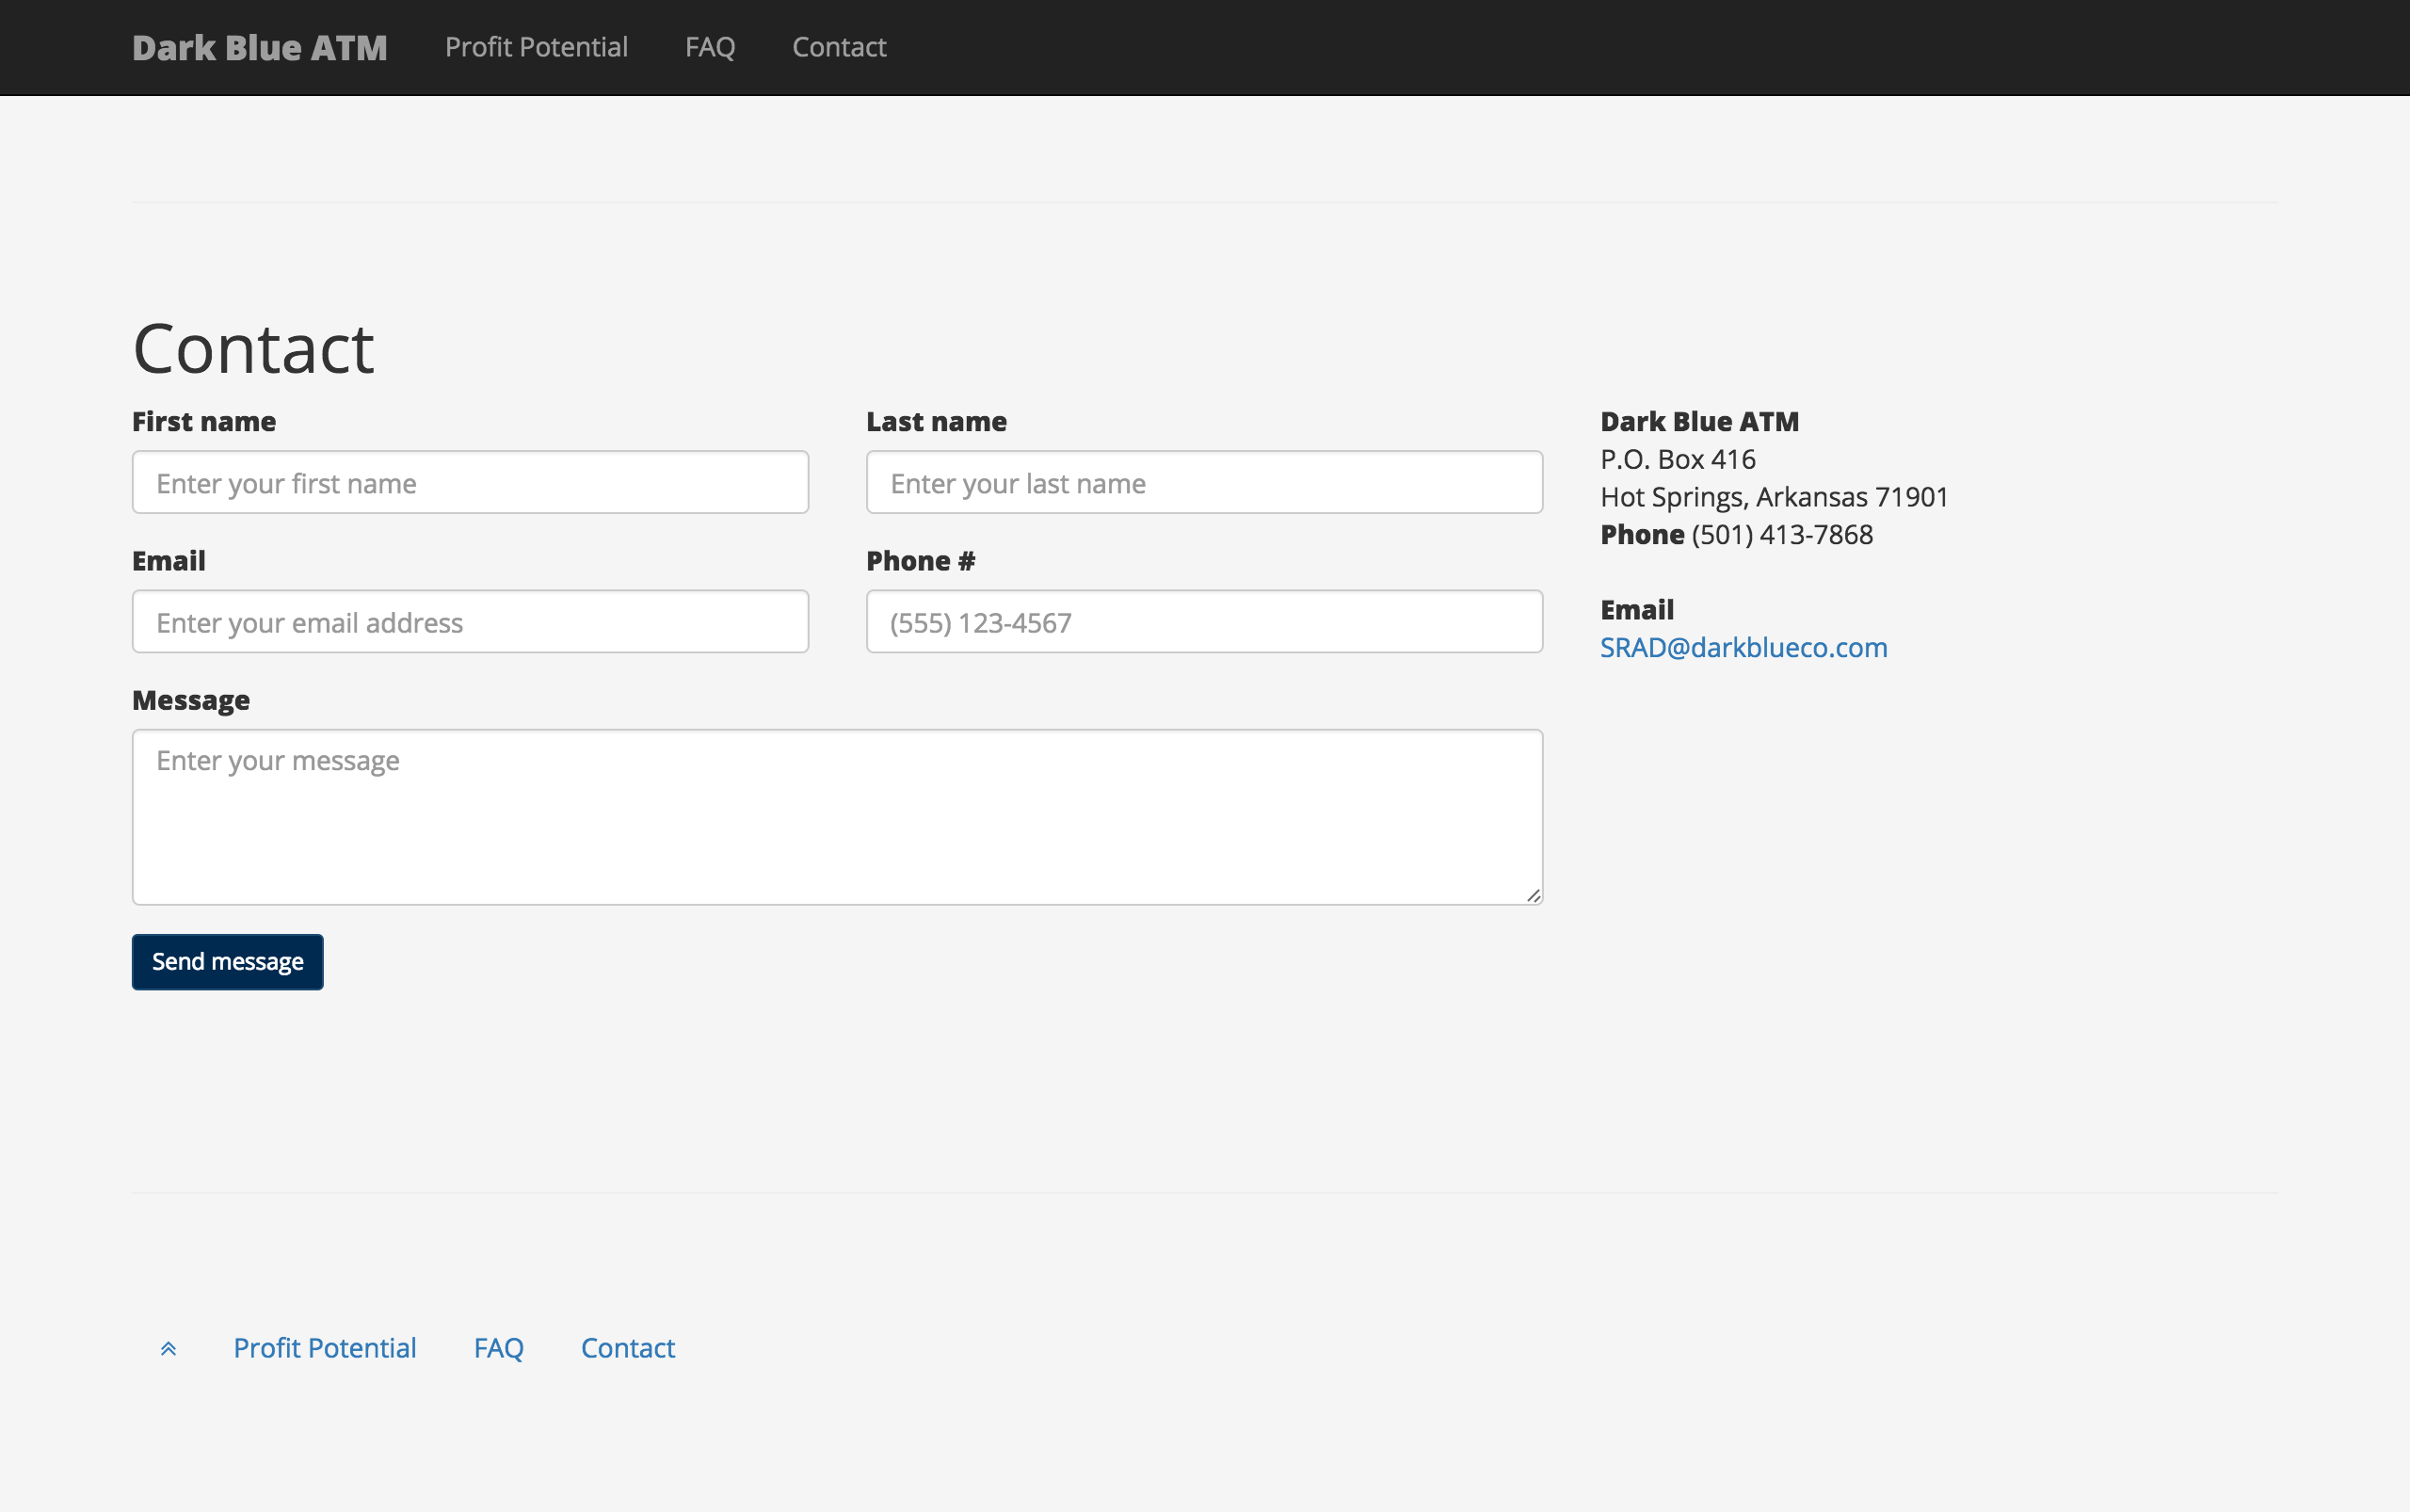 Dark Blue ATM Profit Potential FAQ Contact
Contact
First name
Enter your first name
Last name
Enter your last name
Email
Enter your email address
Phone #
(555) 123-4567
Message
Enter your message
Send message
Dark Blue ATM
P.O. Box 416
Hot Springs, Arkansas 71901
Phone (501) 413-7868
Email
SRAD@darkblueco.com
Profit Potential FAQ Contact